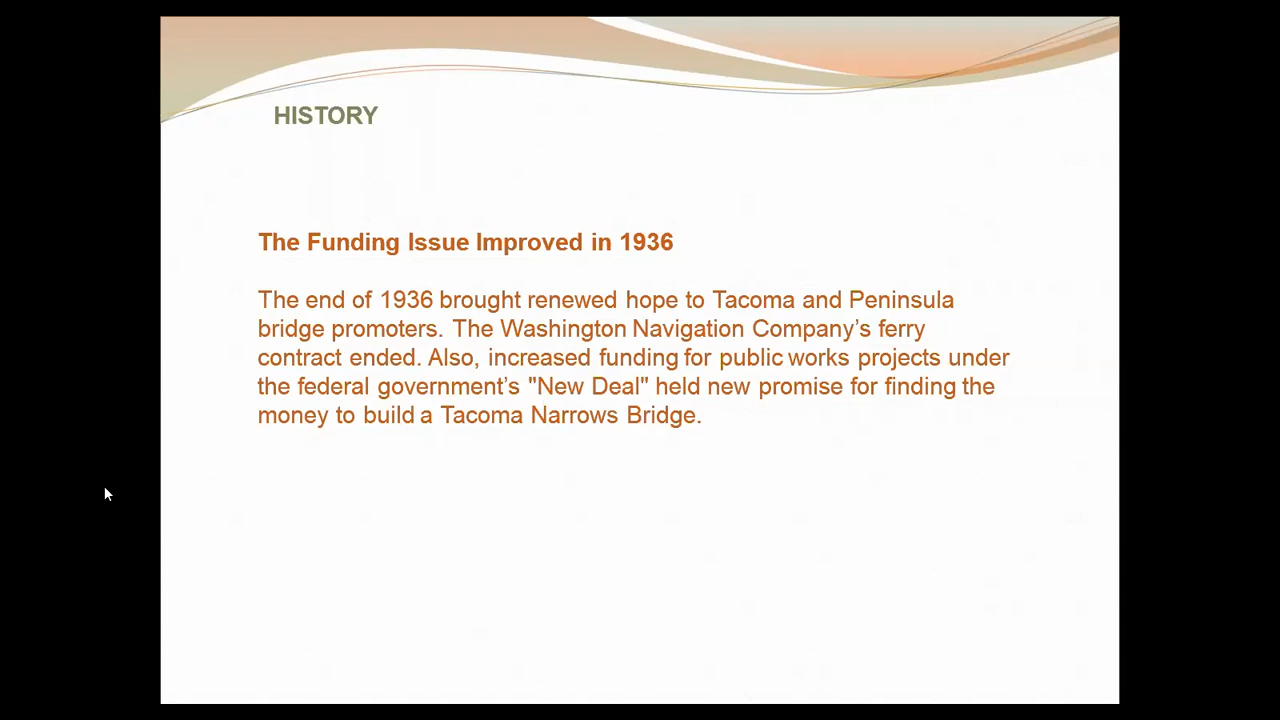 HISTORY
The Funding Issue Improved in 1936
The end of 1936 brought renewed hope to Tacoma and Peninsula
bridge promoters. The Washington Navigation Company’s ferry
contract ended. Also, increased funding for public works projects under
the federal government’s "New Deal" held new promise for finding the
money to build a Tacoma Narrows Bridge.